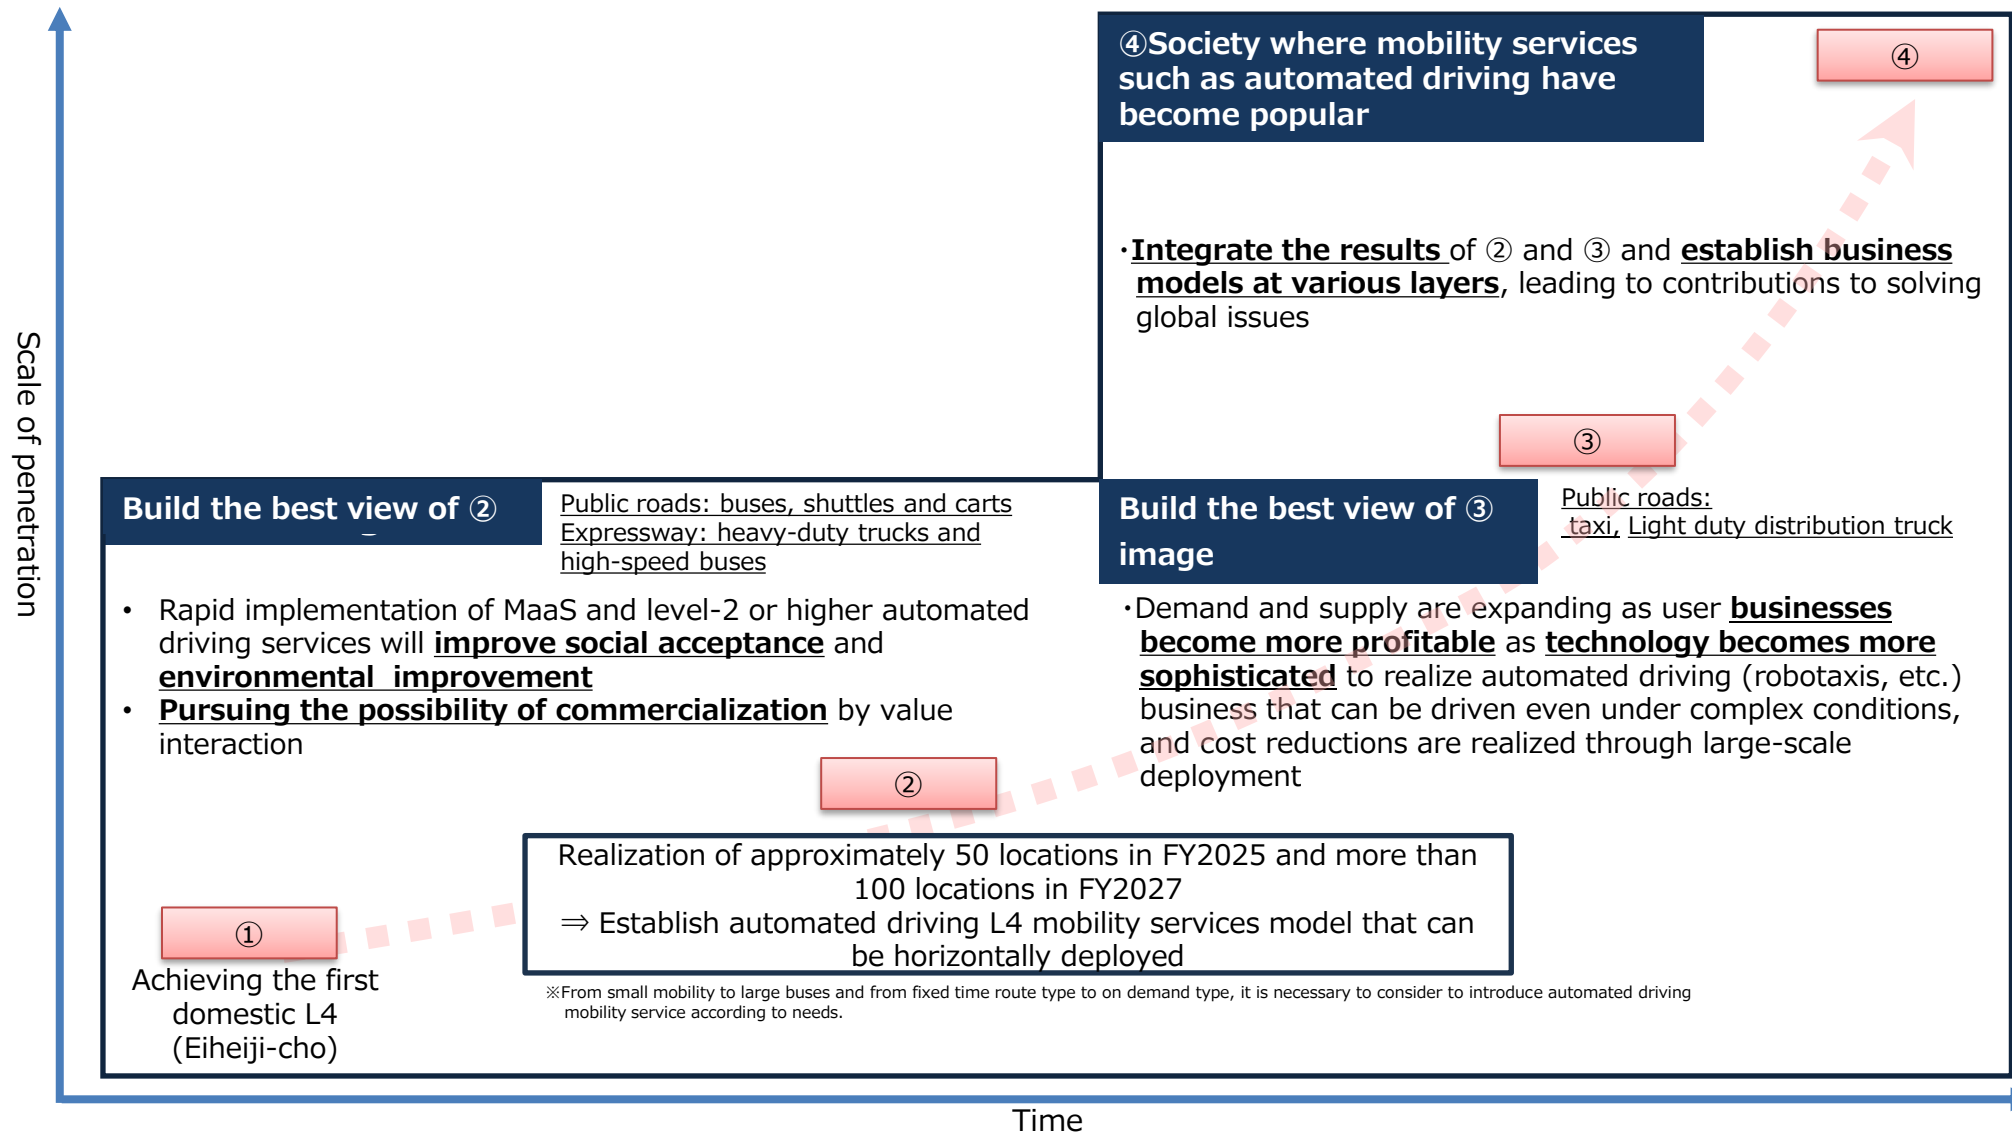 ④Society where mobility services
such as automated driving have
become popular
④
・Integrate the results of ② and ③ and establish business
models at various layers, leading to contributions to solving
global issues
③
Scale of penetration
Build the best view of ②
Public roads: buses, shuttles and carts
Expressway: heavy-duty trucks and
high-speed buses
• Rapid implementation of MaaS and level-2 or higher automated
driving services will improve social acceptance and
environmental improvement
• Pursuing the possibility of commercialization by value
interaction
Build the best view of ③
image
Public roads:
taxi, Light duty distribution truck
・Demand and supply are expanding as user businesses
become more profitable as technology becomes more
sophisticated to realize automated driving (robotaxis, etc.)
business that can be driven even under complex conditions,
and cost reductions are realized through large-scale
deployment
②
Realization of approximately 50 locations in FY2025 and more than
100 locations in FY2027
⇒ Establish automated driving L4 mobility services model that can
be horizontally deployed
①
Achieving the first
domestic L4
(Eiheiji-cho)
※From small mobility to large buses and from fixed time route type to on demand type, it is necessary to consider to introduce automated driving
mobility service according to needs.
Time